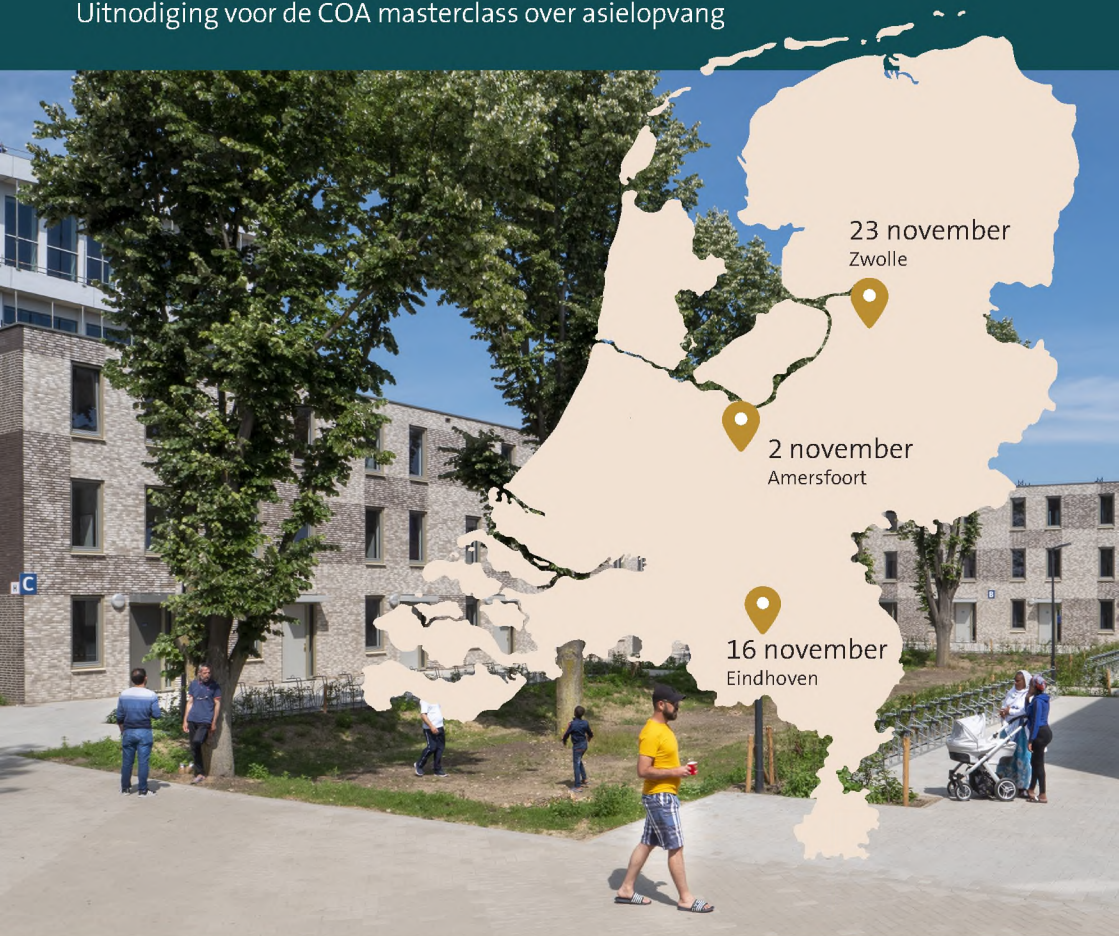 Uitnodiging voor de COA masterclass over asielopvang
23 november
Zwolle
2 november
Amersfoort
16 november
Eindhoven
C
B